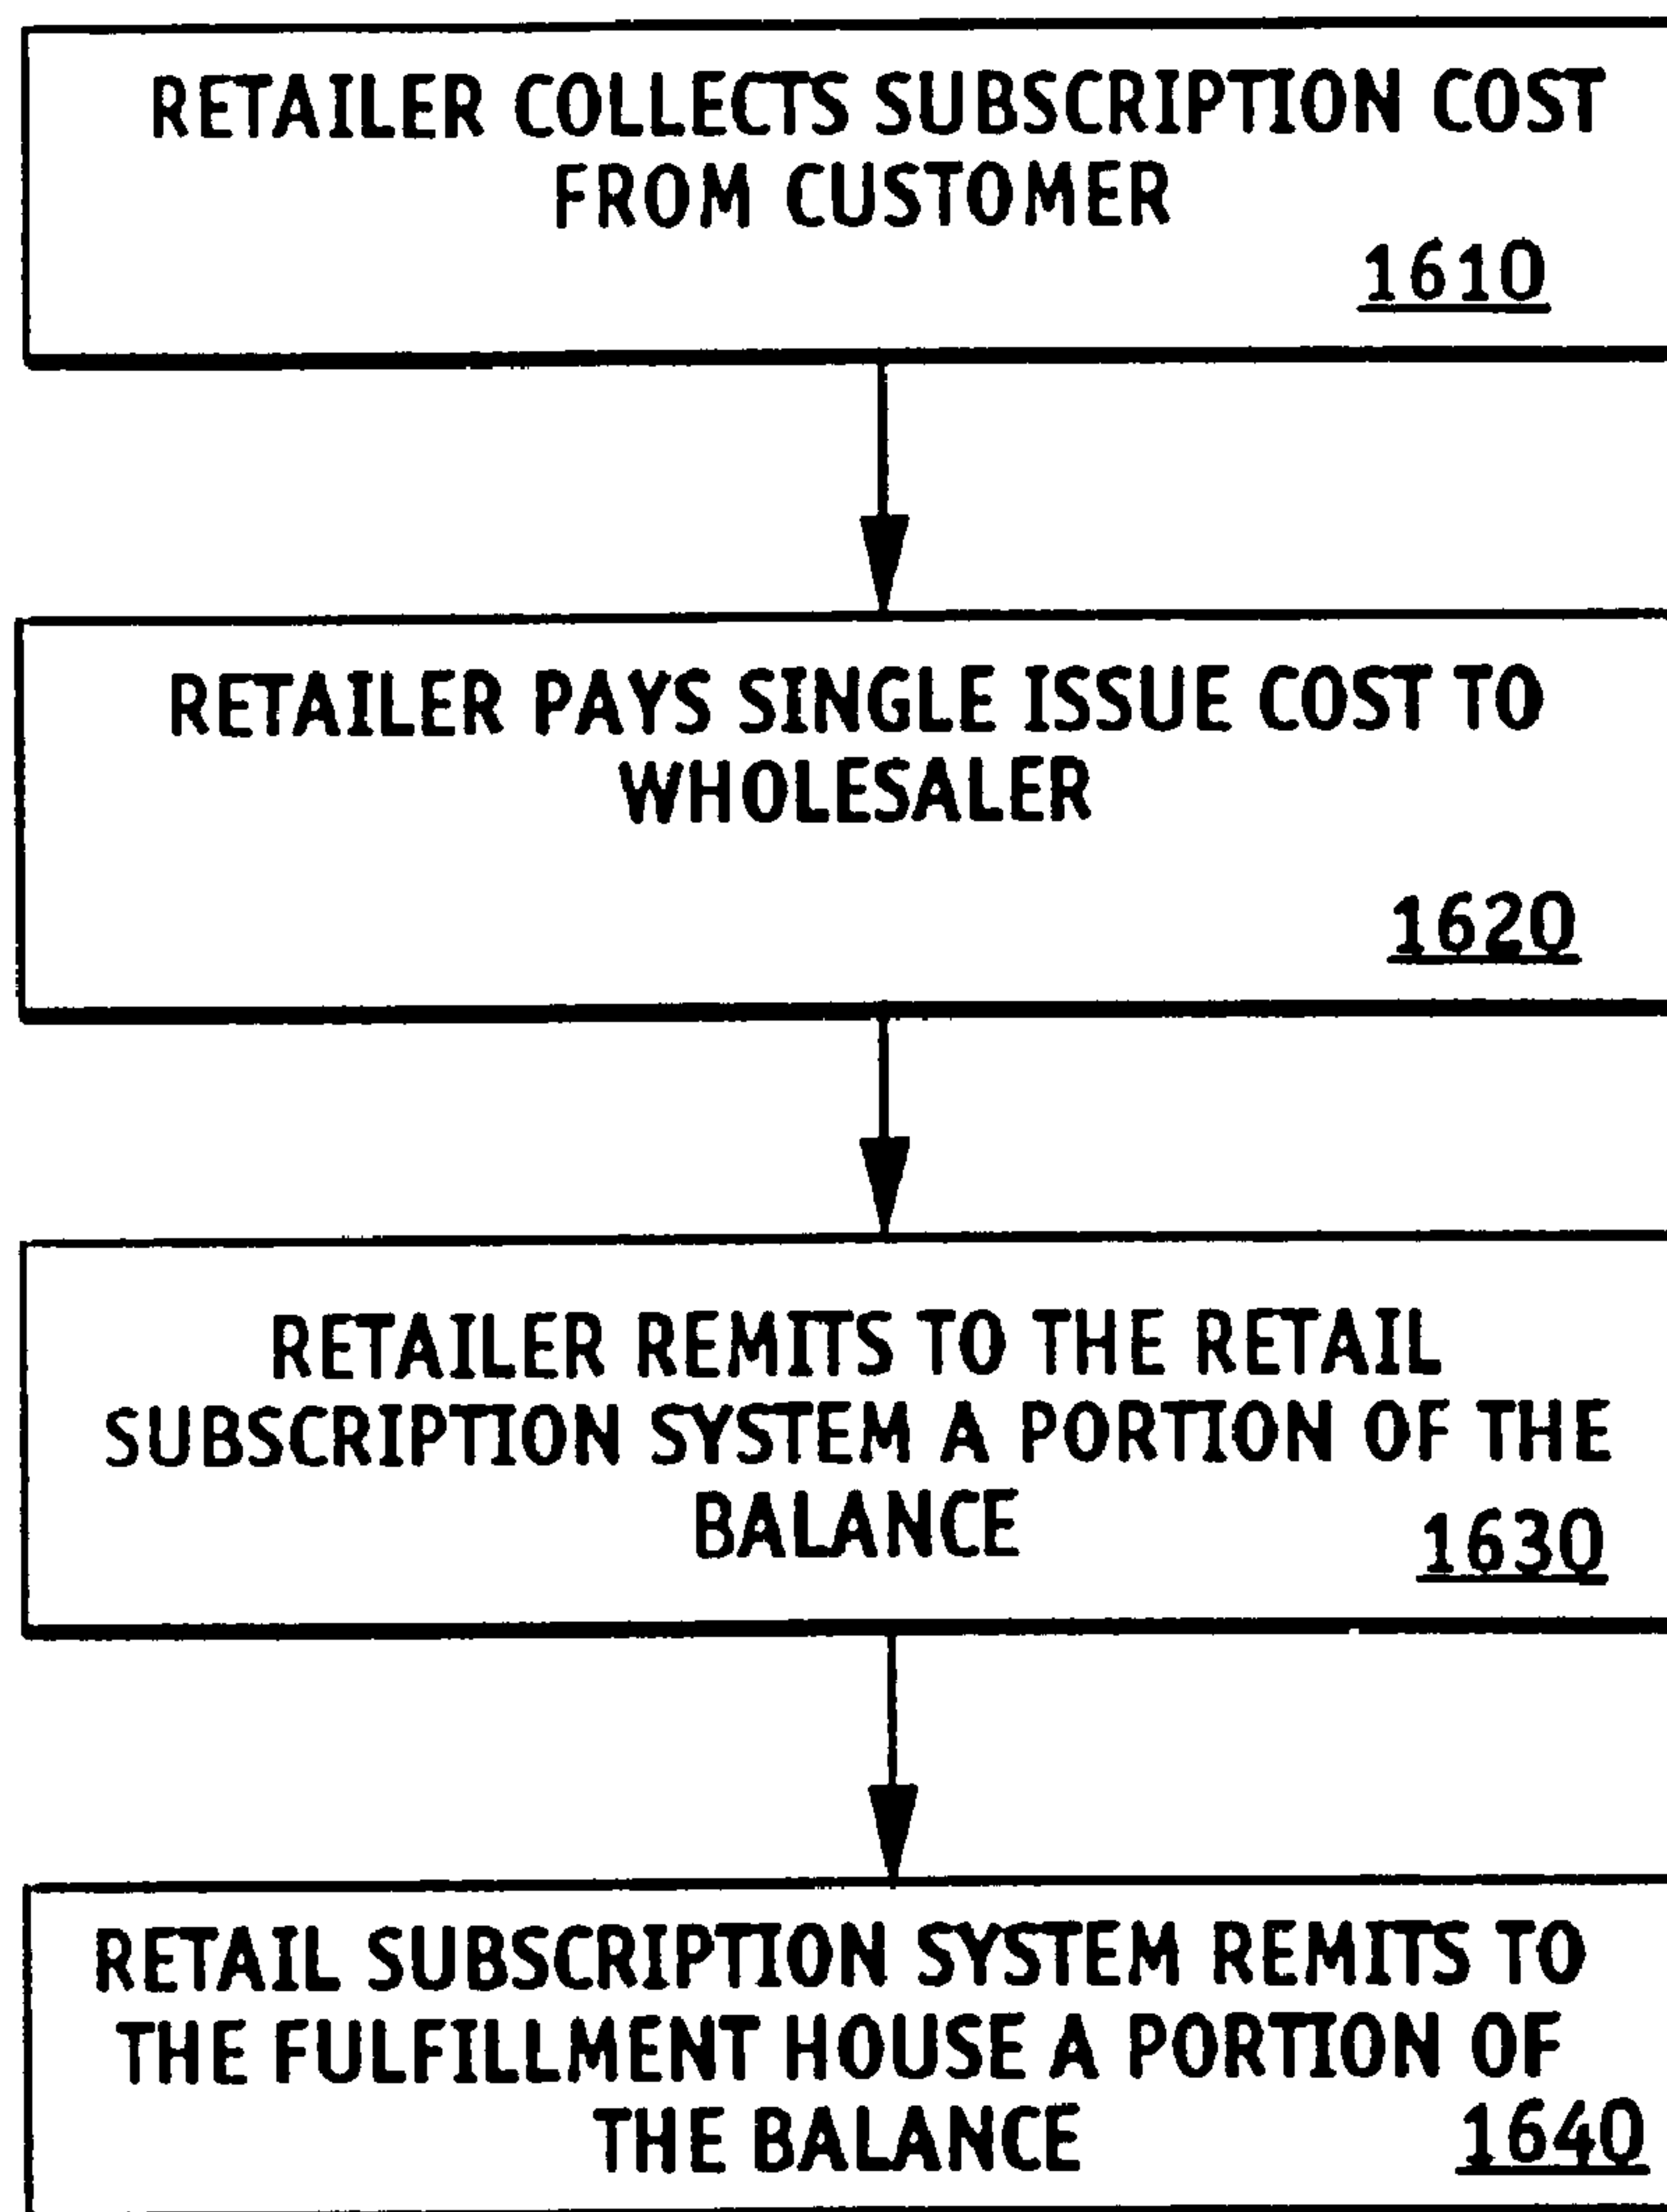 RETAILER COLLECTS SUBSCRIPTION COST
FROM CUSTOMER
1610
RETAILER PAYS SINGLE ISSUE COST TO
WHOLESALER
1620
RETAILER REMITS TO THE RETAIL
SUBSCRIPTION SYSTEM A PORTION OF THE
BALANCE
1630
RETAIL SUBSCRIPTION SYSTEM REMITS TO
THE FULFILLMENT HOUSE A PORTION OF
THE BALANCE
1640